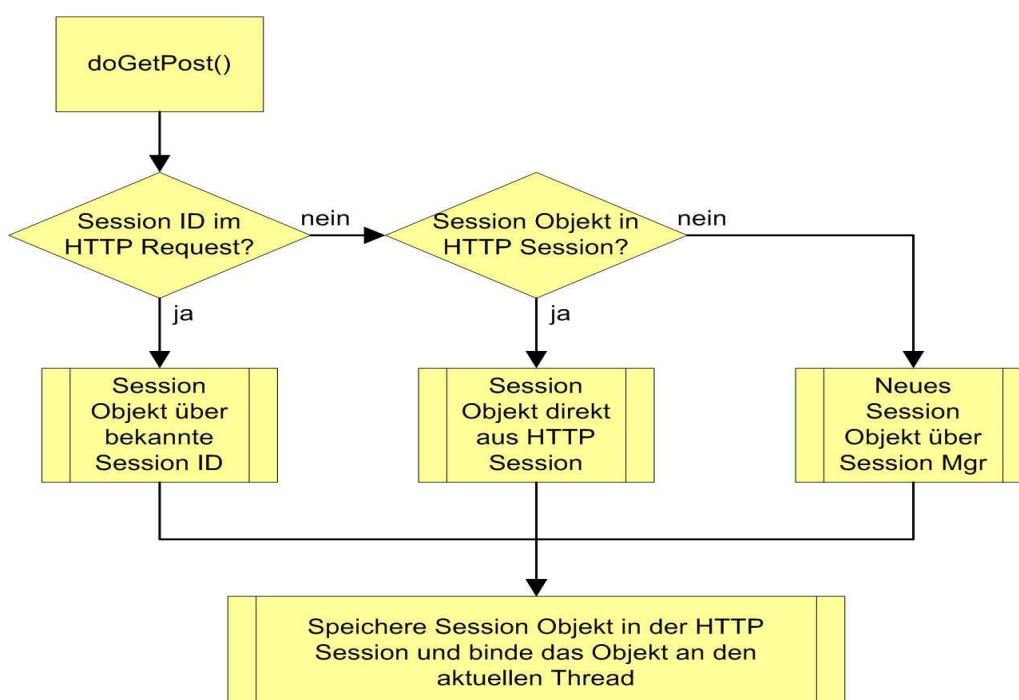 doGetPost()
Session ID im
HTTP Request?
nein
Session Objekt in
HTTP Session?
nein
ja
ja
Session
Objekt über
bekannte
Session ID
Session
Objekt direkt
aus HTTP
Session
Neues
Session
Objekt über
Session Mgr
Speichere Session Objekt in der HTTP
Session und binde das Objekt an den
aktuellen Thread